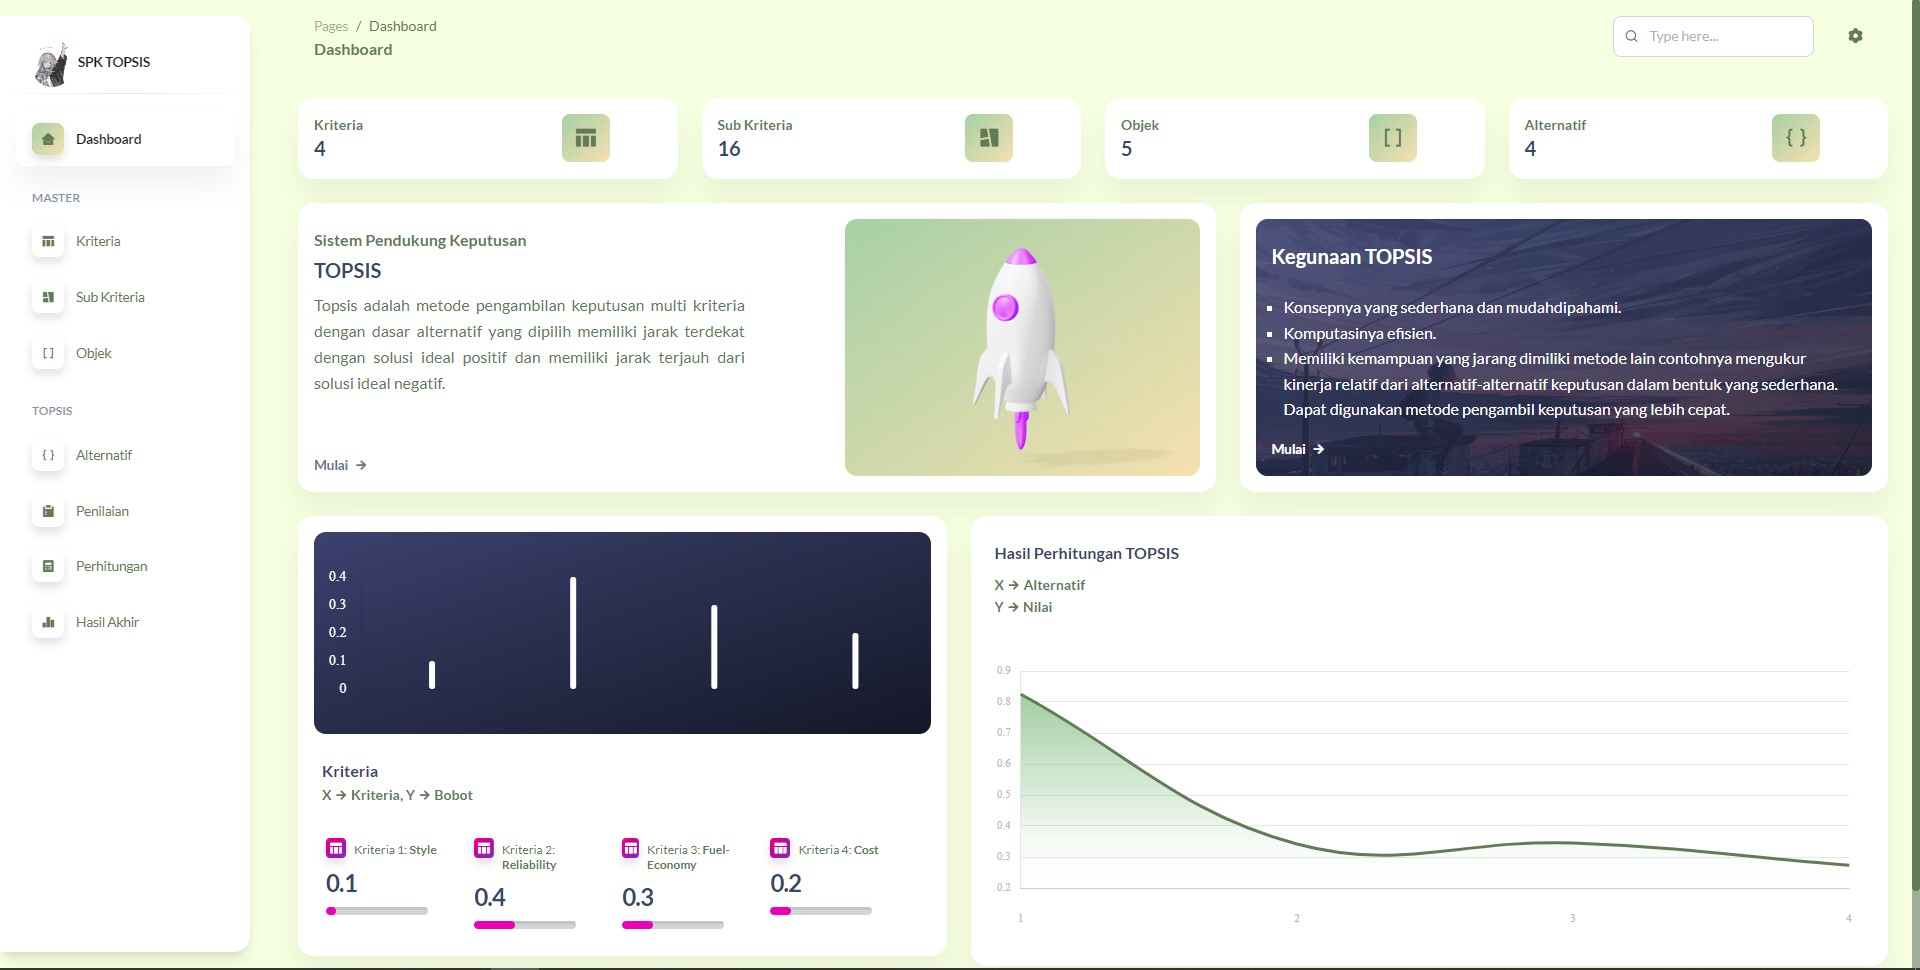 SPK TOPSIS
Dashboard
MASTER
Kriteria
Sub Kriteria
Objek
TOPSIS
Alternatif
Penilaian
Perhitungan
Hasil Akhir
Pages / Dashboard
Dashboard
Type here...
Kriteria
4
Sub Kriteria
16
Objek
5
Alternatif
4
Sistem Pendukung Keputusan
TOPSIS
Topsis adalah metode pengambilan keputusan multi kriteria
dengan dasar alternatif yang dipilih memiliki jarak terdekat
dengan solusi ideal positif dan memiliki jarak terjauh dari
solusi ideal negatif.
Mulai
Kegunaan TOPSIS
Konsepnya yang sederhana dan mudahdipahami.
Komputasinya efisien.
Memiliki kemampuan yang jarang dimiliki metode lain contohnya mengukur
kinerja relatif dari alternatif-alternatif keputusan dalam bentuk yang sederhana.
Dapat digunakan metode pengambil keputusan yang lebih cepat.
Mulai
0.4
0.3
0.2
0.1
0
Kriteria
X → Kriteria, Y → Bobot
Kriteria 1: Style
0.1
Kriteria 2:
Reliability
0.4
Kriteria 3: Fuel-
Economy
0.3
Kriteria 4: Cost
0.2
Hasil Perhitungan TOPSIS
X → Alternatif
Y → Nilai
0.9
0.8
0.7
0.6
0.5
0.4
0.3
0.2
1 2 3 4